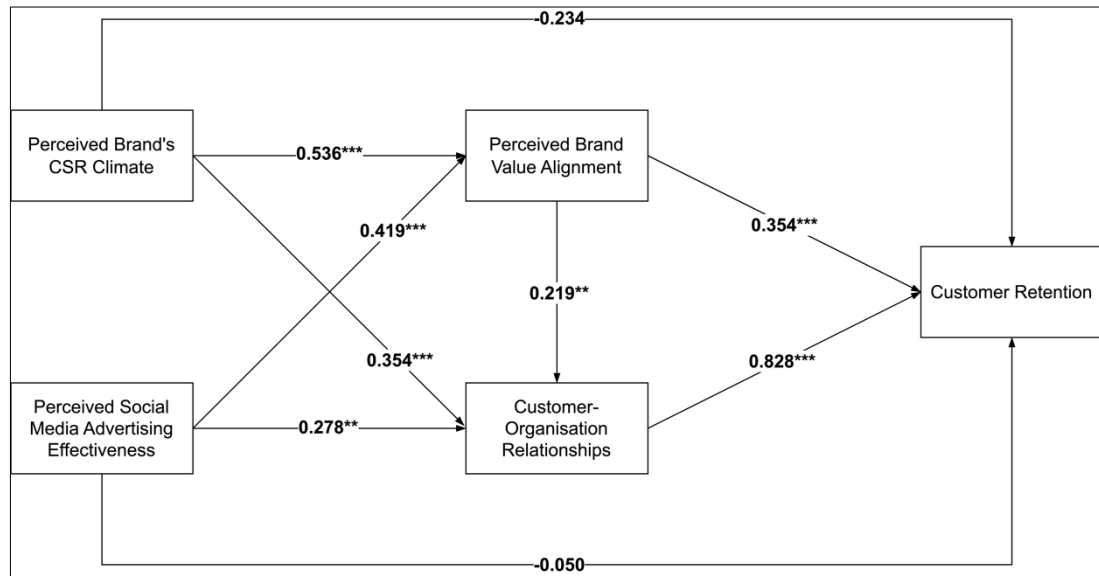 -0.234
Perceived Brand's
CSR Climate
0.536***
Perceived Brand
Value Alignment
0.419***
0.354***
0.219**
Customer Retention
0.354***
0.828***
Perceived Social
Media Advertising
Effectiveness
0.278**
Customer-
Organisation
Relationships
-0.050